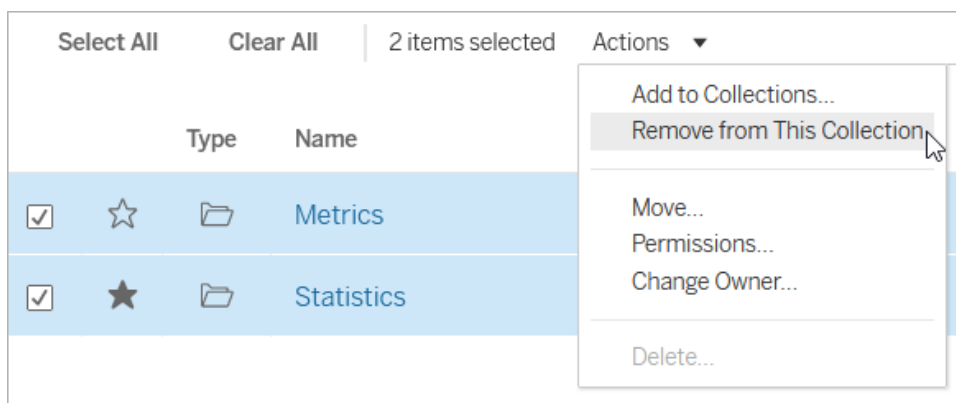 Select All Clear All 2 items selected Actions
Add to Collections...
Remove from This Collection
Type Name
Metrics
Statistics
Move...
Permissions...
Change Owner...
Delete...